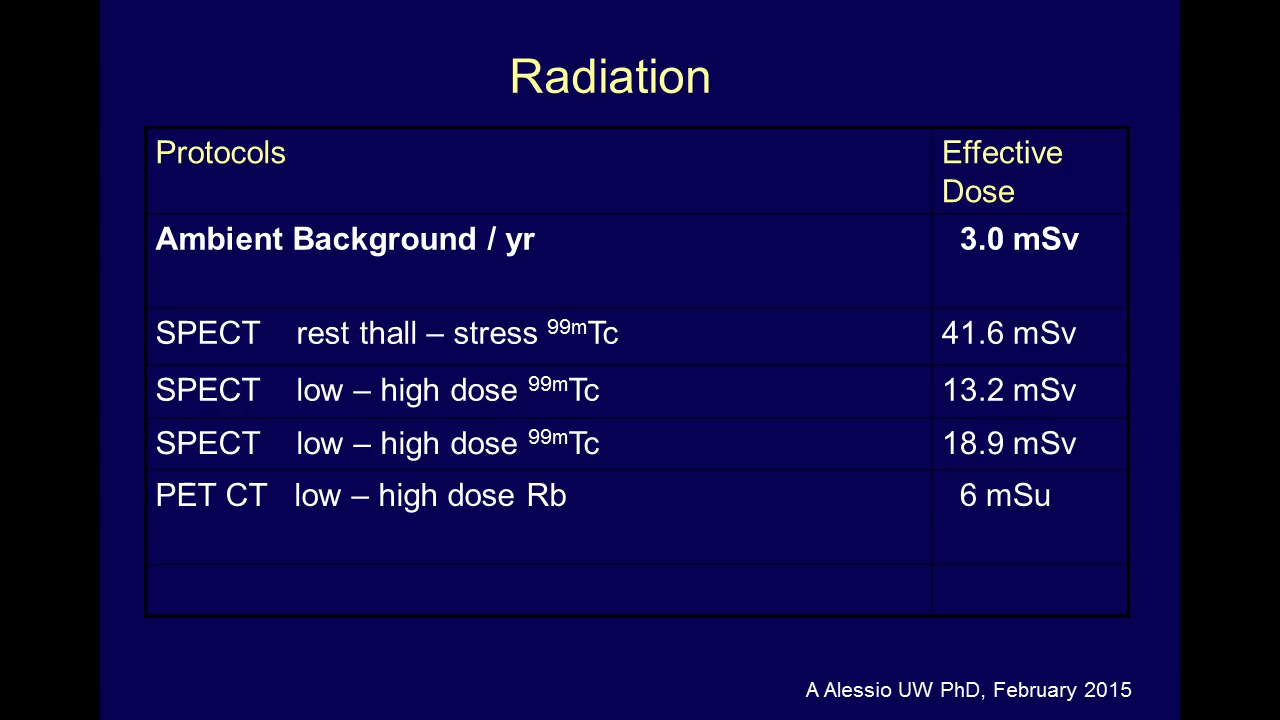 Radiation
Protocols Effective
Dose
Ambient Background / yr 3.0 mSv
SPECT rest thall – stress ⁹⁹ᵐTc 41.6 mSv
SPECT low – high dose ⁹⁹ᵐTc 13.2 mSv
SPECT low – high dose ⁹⁹ᵐTc 18.9 mSv
PET CT low – high dose Rb 6 mSu
A Alessio UW PhD, February 2015